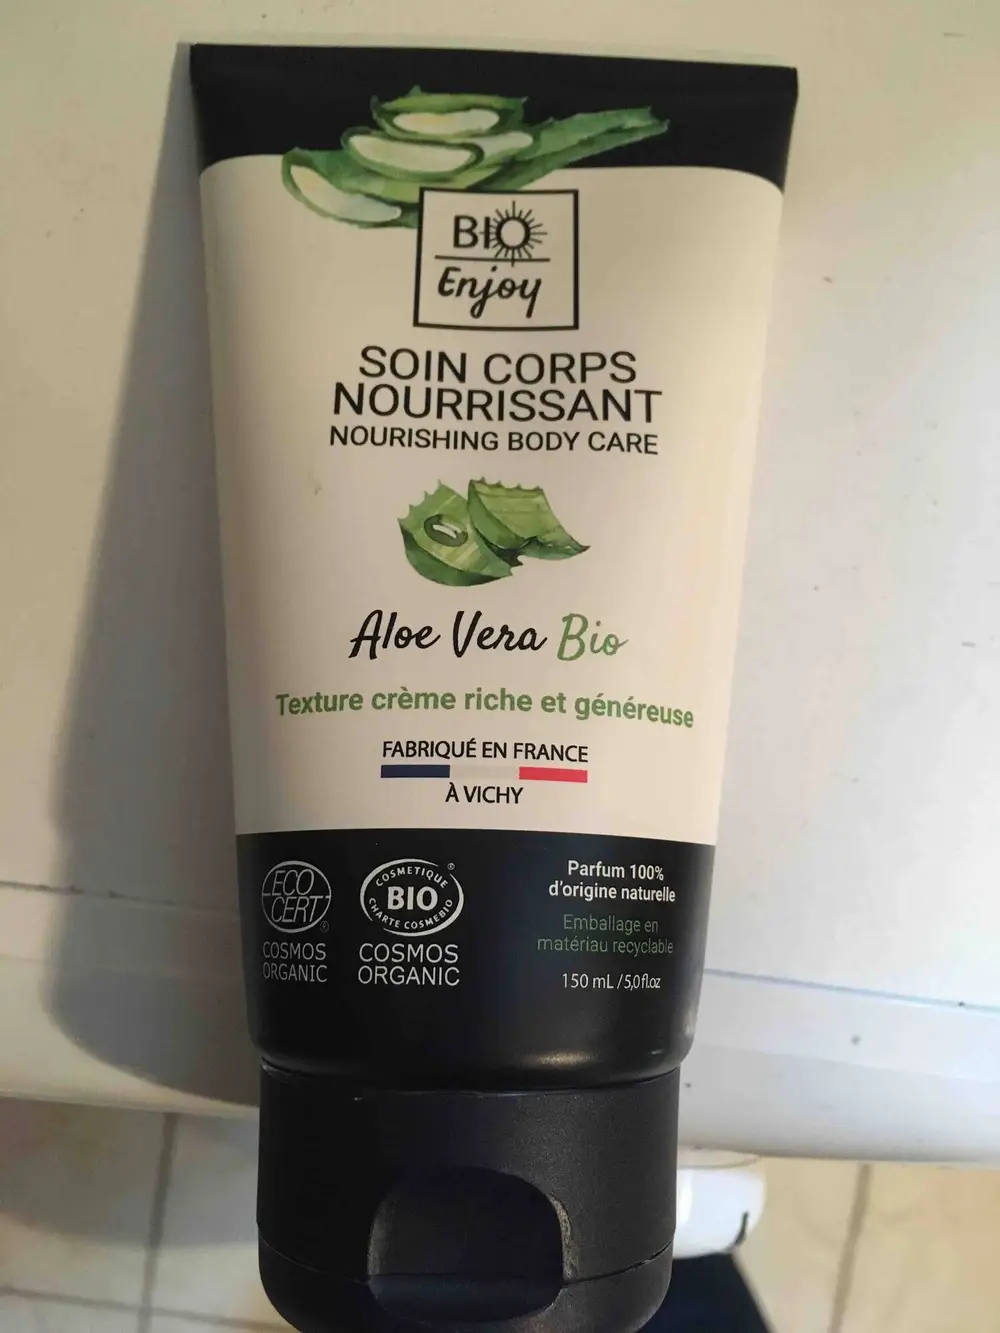 BIO
Enjoy
SOIN CORPS
NOURRISSANT
NOURISHING BODY CARE
Aloe Vera Bio
Texture crème riche et généreuse
FABRIQUÉ EN FRANCE
À VICHY
ECO
CERT
®
COSMOS
ORGANIC
COSMETIQUE
®
BIO
CHARTE COSMEBIO
COSMOS
ORGANIC
Parfum 100%
d'origine naturelle
Emballage en
matériau recyclable
150 mL / 5,0 fl.oz